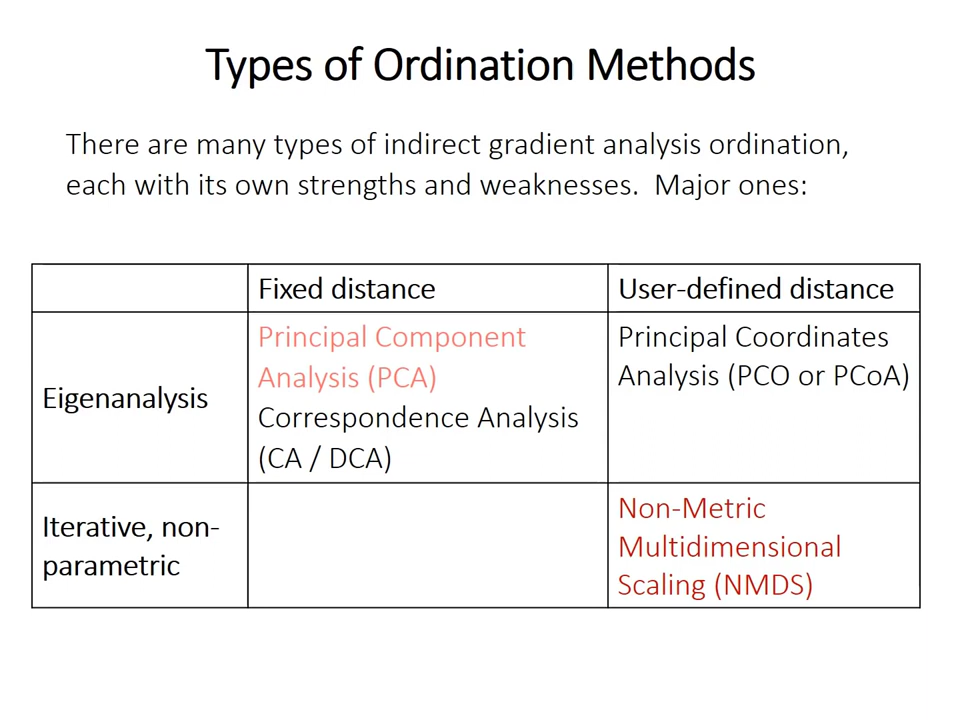 Types of Ordination Methods
There are many types of indirect gradient analysis ordination,
each with its own strengths and weaknesses.  Major ones:
Fixed distance
User-defined distance
Eigenanalysis
Principal Component
Analysis (PCA)
Correspondence Analysis
(CA / DCA)
Principal Coordinates
Analysis (PCO or PCoA)
Iterative, non-
parametric
Non-Metric
Multidimensional
Scaling (NMDS)